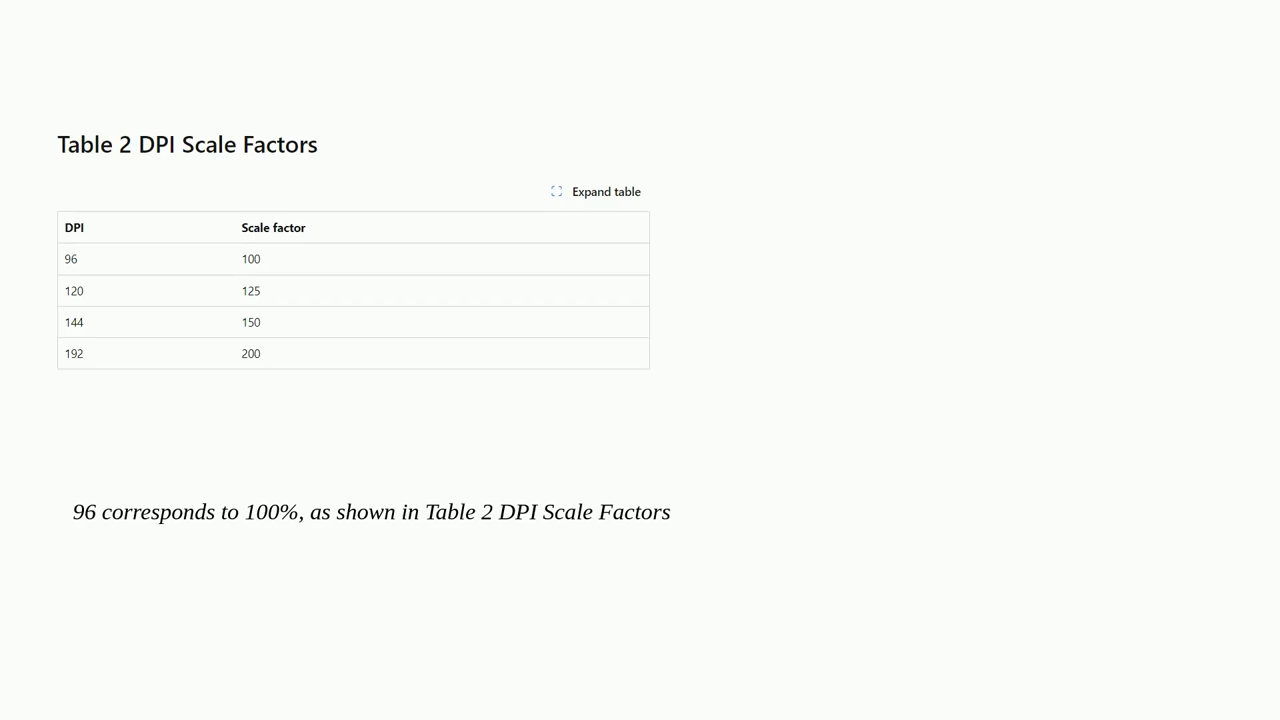 Table 2 DPI Scale Factors
Expand table
DPI Scale factor
96 100
120 125
144 150
192 200
96 corresponds to 100%, as shown in Table 2 DPI Scale Factors